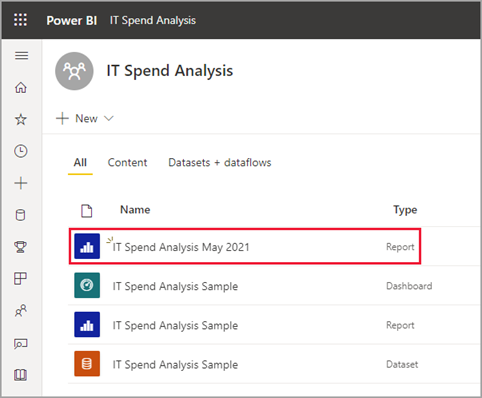 Power BI IT Spend Analysis
IT Spend Analysis
New
All Content Datasets + dataflows
Name Type
IT Spend Analysis May 2021 Report
IT Spend Analysis Sample Dashboard
IT Spend Analysis Sample Report
IT Spend Analysis Sample Dataset